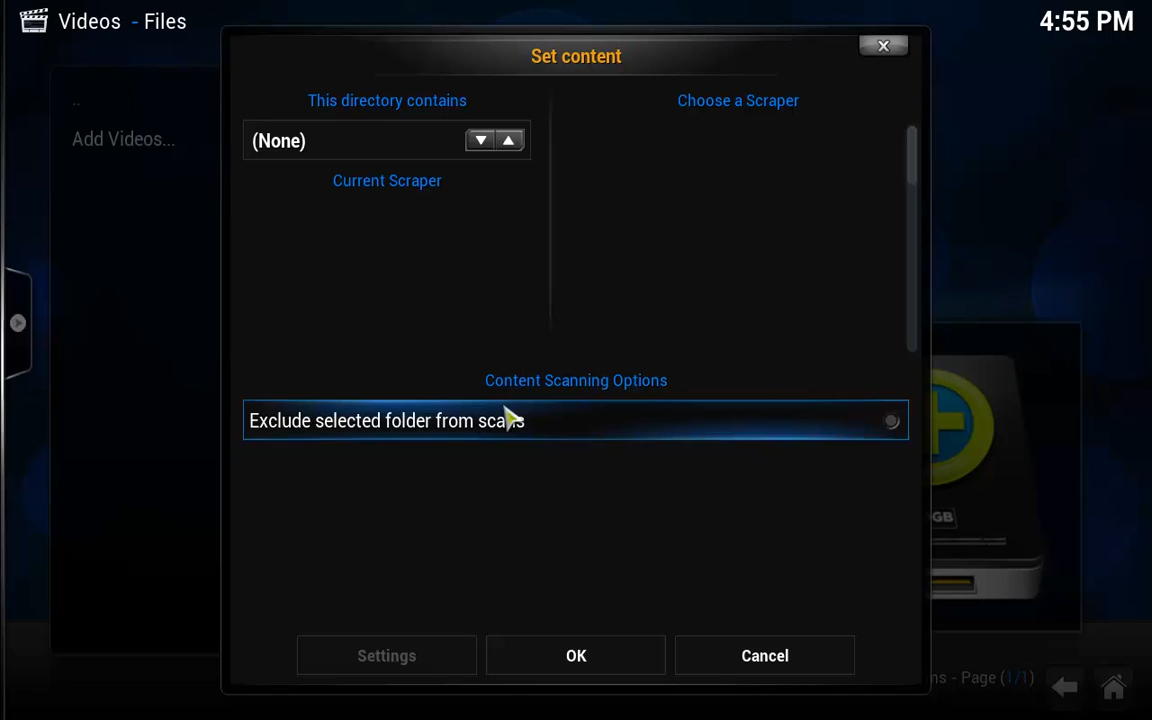 Videos - Files
4:55 PM
Set content
This directory contains
Choose a Scraper
..
Add Videos...
(None)
Current Scraper
Content Scanning Options
Exclude selected folder from scans
GB
Settings
OK
Cancel
ns - Page (1/1)